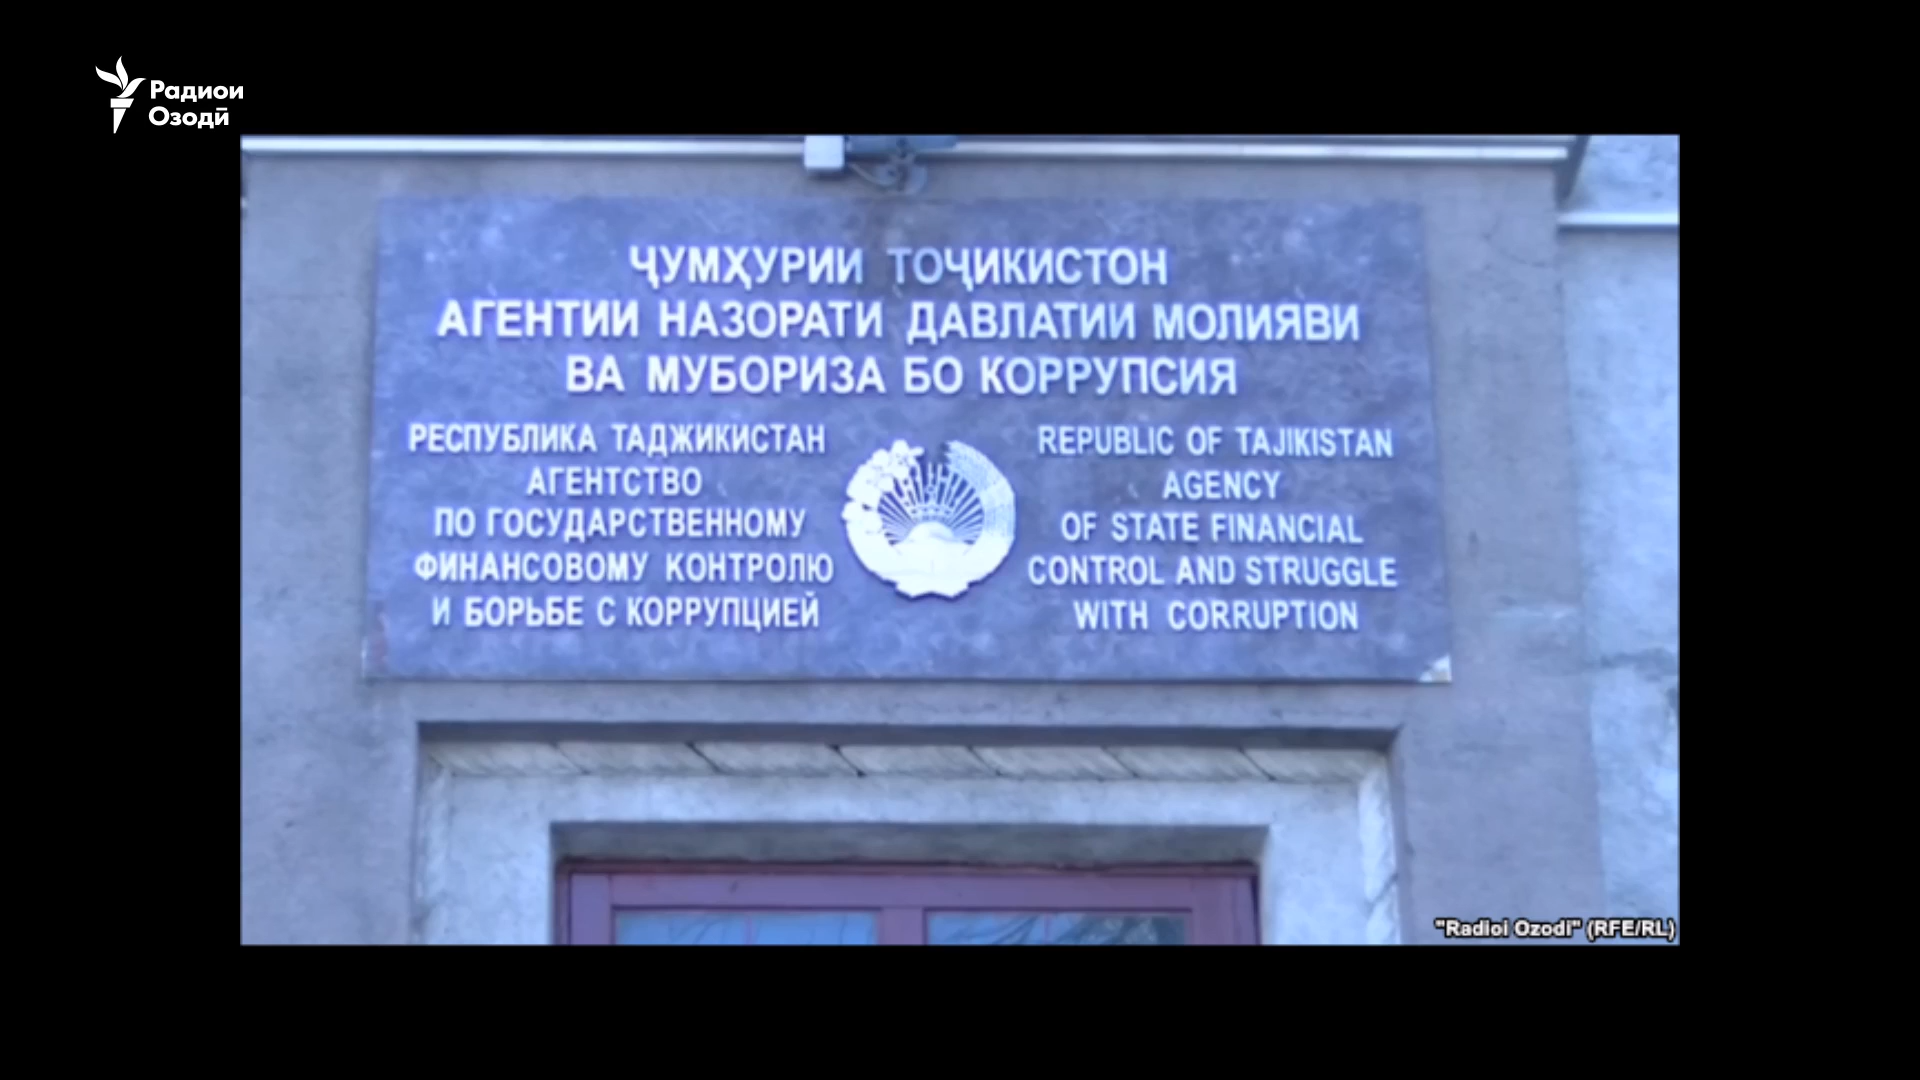 Радиои
Озодӣ
ҶУМҲУРИИ ТОҶИКИСТОН
АГЕНТИИ НАЗОРАТИ ДАВЛАТИИ МОЛИЯВИ
ВА МУБОРИЗА БО КОРРУПСИЯ
РЕСПУБЛИКА ТАДЖИКИСТАН
АГЕНТСТВО
ПО ГОСУДАРСТВЕННОМУ
ФИНАНСОВОМУ КОНТРОЛЮ
И БОРЬБЕ С КОРРУПЦИЕЙ
REPUBLIC OF TAJIKISTAN
AGENCY
OF STATE FINANCIAL
CONTROL AND STRUGGLE
WITH CORRUPTION
"Radioi Ozodi" (RFE/RL)